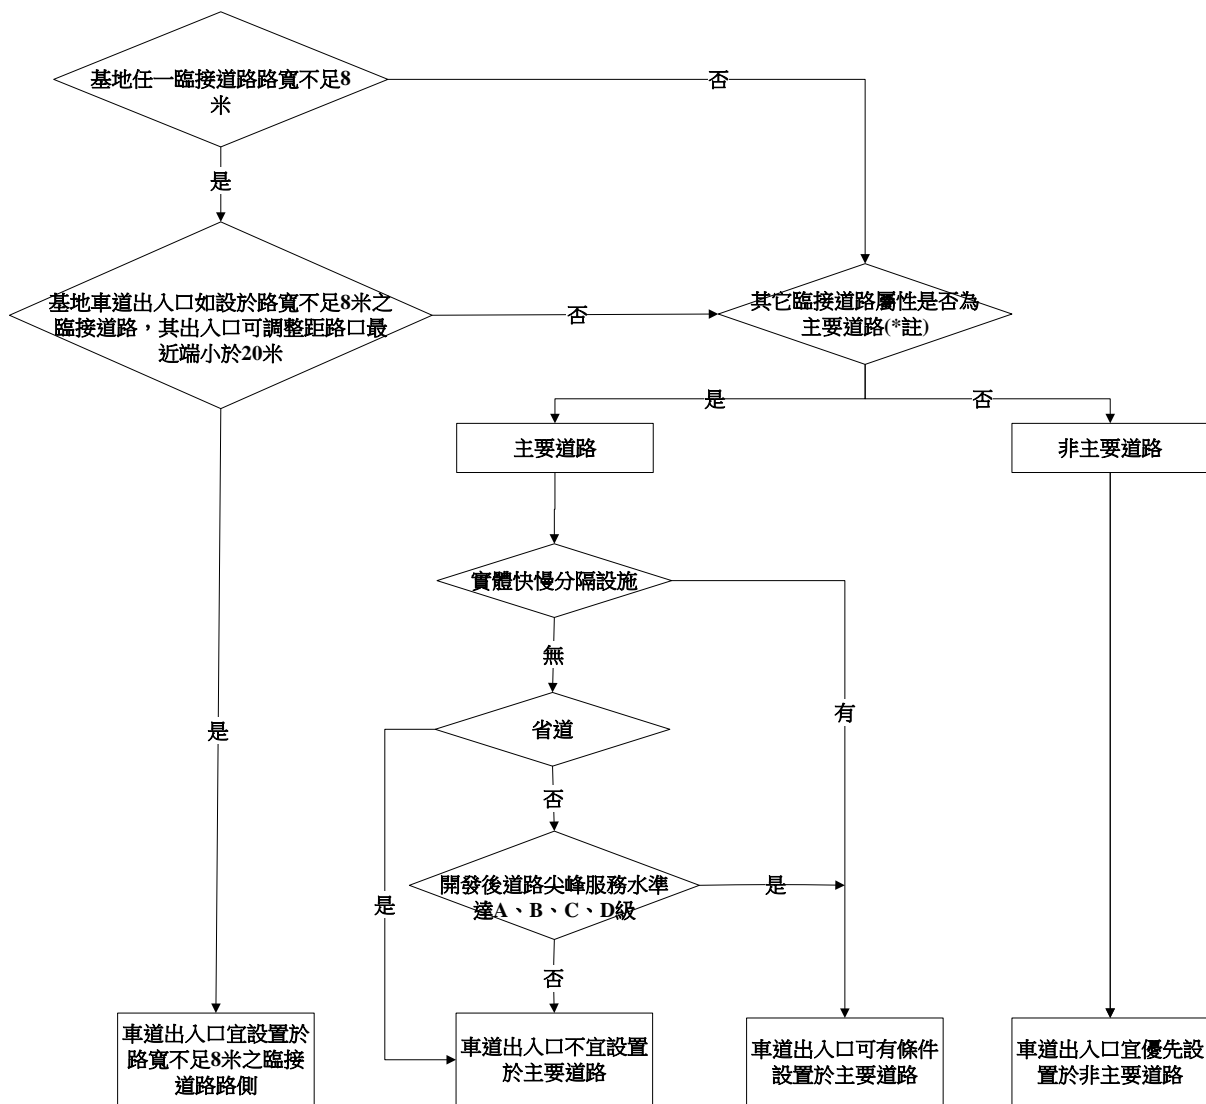 基地任一臨接道路路寬不足8
米
否
是
基地車道出入口如設於路寬不足8米之
臨接道路，其出入口可調整距路口最
近端小於20米
否
其它臨接道路屬性是否為
主要道路(*註)
是
否
主要道路
非主要道路
實體快慢分隔設施
無
有
省道
是
否
開發後道路尖峰服務水準
達A、B、C、D級
是
是
否
車道出入口宜設置於
路寬不足8米之臨接
道路路側
車道出入口不宜設置
於主要道路
車道出入口可有條件
設置於主要道路
車道出入口宜優先設
置於非主要道路